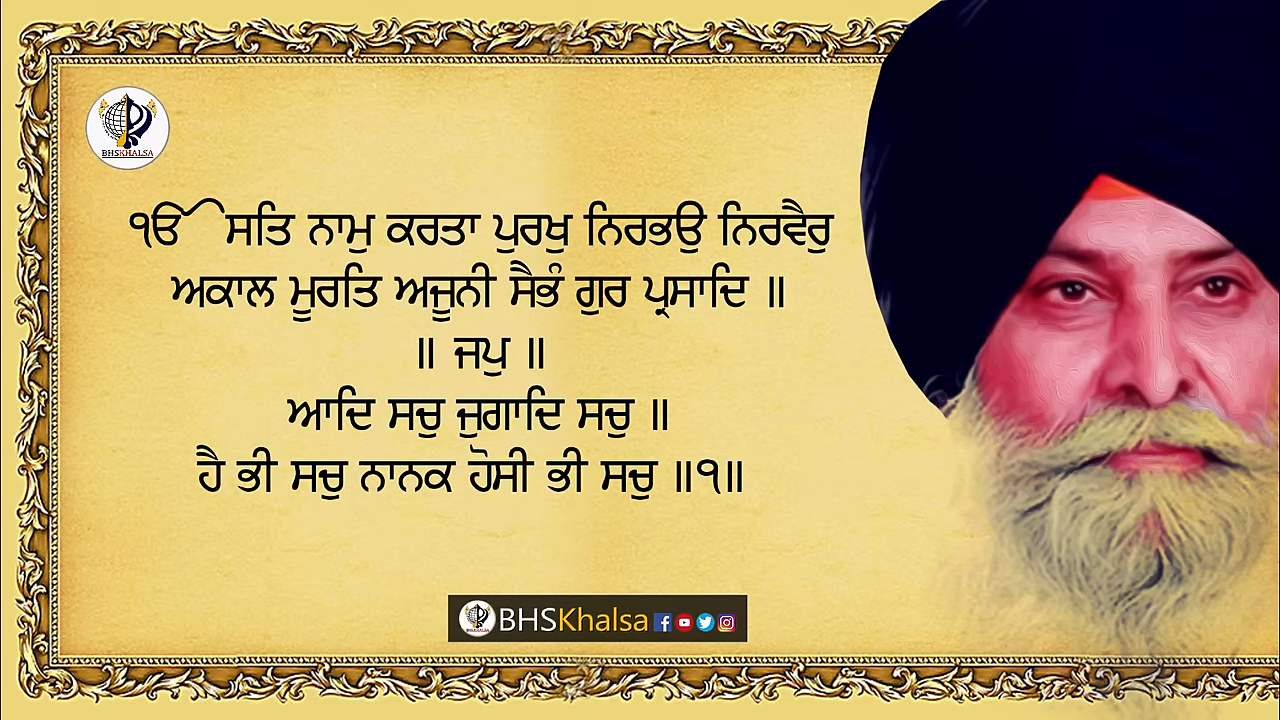 BHSKHALSA
ੴ ਸਤਿ ਨਾਮੁ ਕਰਤਾ ਪੁਰਖੁ ਨਿਰਭਉ ਨਿਰਵੈਰੁ
ਅਕਾਲ ਮੂਰਤਿ ਅਜੂਨੀ ਸੈਭੰ ਗੁਰ ਪ੍ਰਸਾਦਿ ॥
॥ ਜਪੁ ॥
ਆਦਿ ਸਚੁ ਜੁਗਾਦਿ ਸਚੁ ॥
ਹੈ ਭੀ ਸਚੁ ਨਾਨਕ ਹੋਸੀ ਭੀ ਸਚੁ ॥੧॥
BHSKHALSA BHSKhalsa